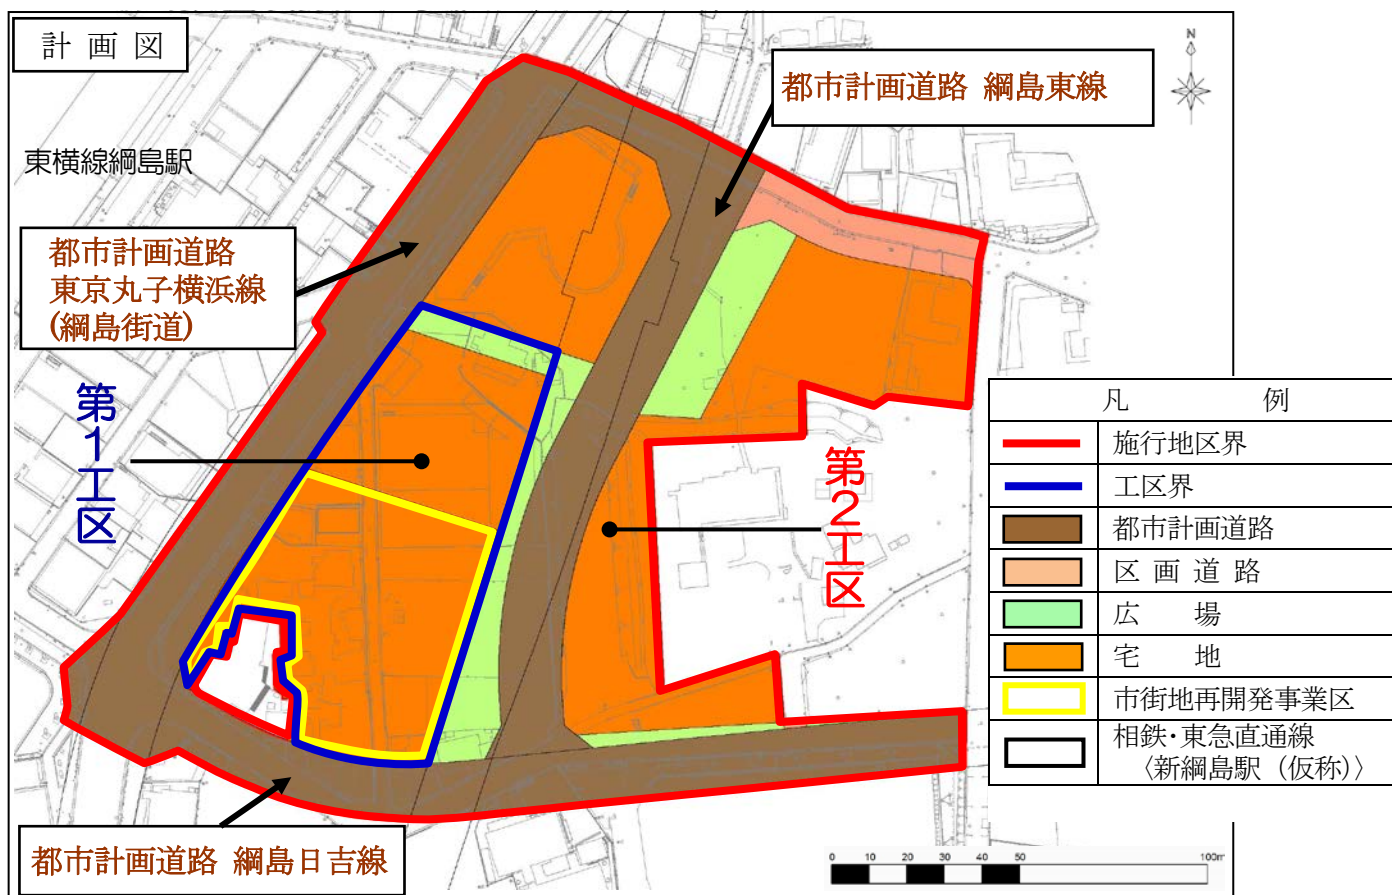 計画図
N
都市計画道路 綱島東線
東横線綱島駅
都市計画道路
東京丸子横浜線
(綱島街道)
第1工区
第2工区
凡 例
施行地区界
工区界
都市計画道路
区画道路
広 場
宅 地
市街地再開発事業区
相鉄・東急直通線
〈新綱島駅（仮称）〉
都市計画道路 綱島日吉線
0 10 20 30 40 50 100m